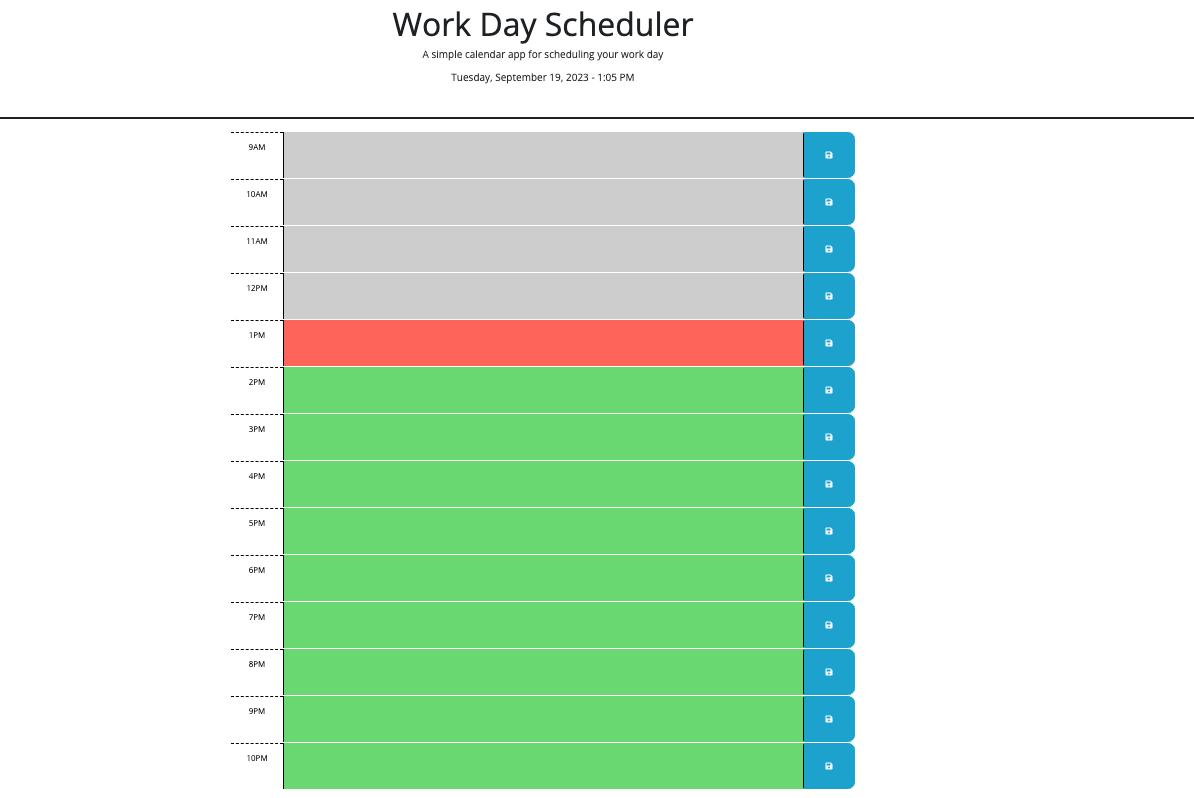 Work Day Scheduler
A simple calendar app for scheduling your work day
Tuesday, September 19, 2023 - 1:05 PM
9AM
10AM
11AM
12PM
1PM
2PM
3PM
4PM
5PM
6PM
7PM
8PM
9PM
10PM